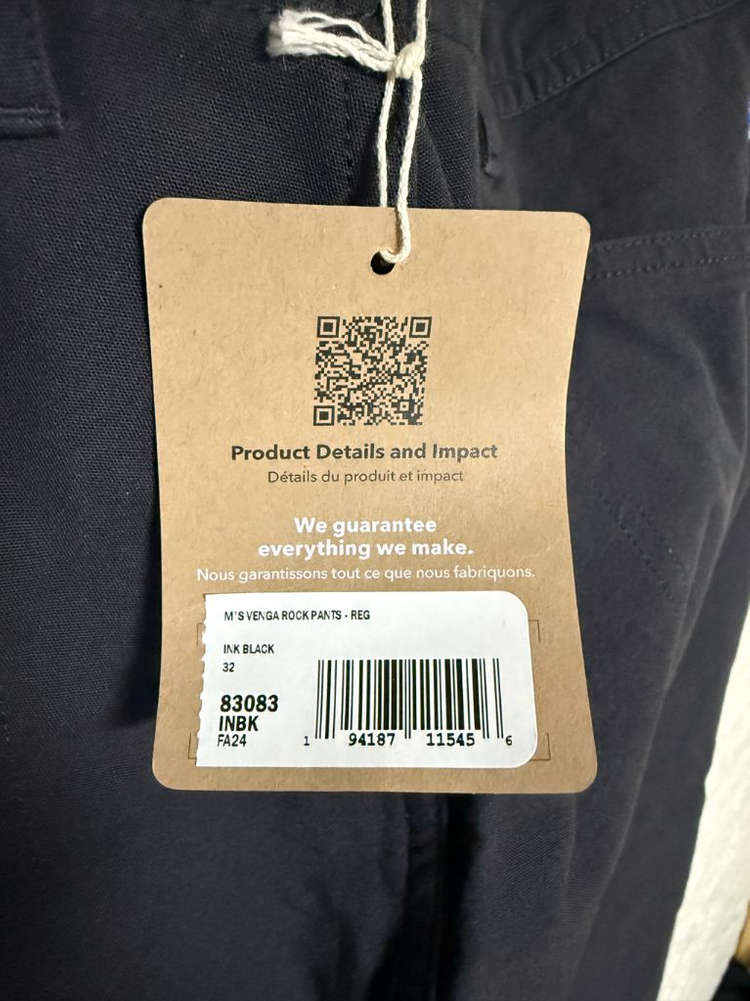 Product Details and Impact
Détails du produit et impact
We guarantee
everything we make.
Nous garantissons tout ce que nous fabriquons.
M'S VENGA ROCK PANTS - REG
INK BLACK
32
83083
INBK
FA24
1 94187 11545 6